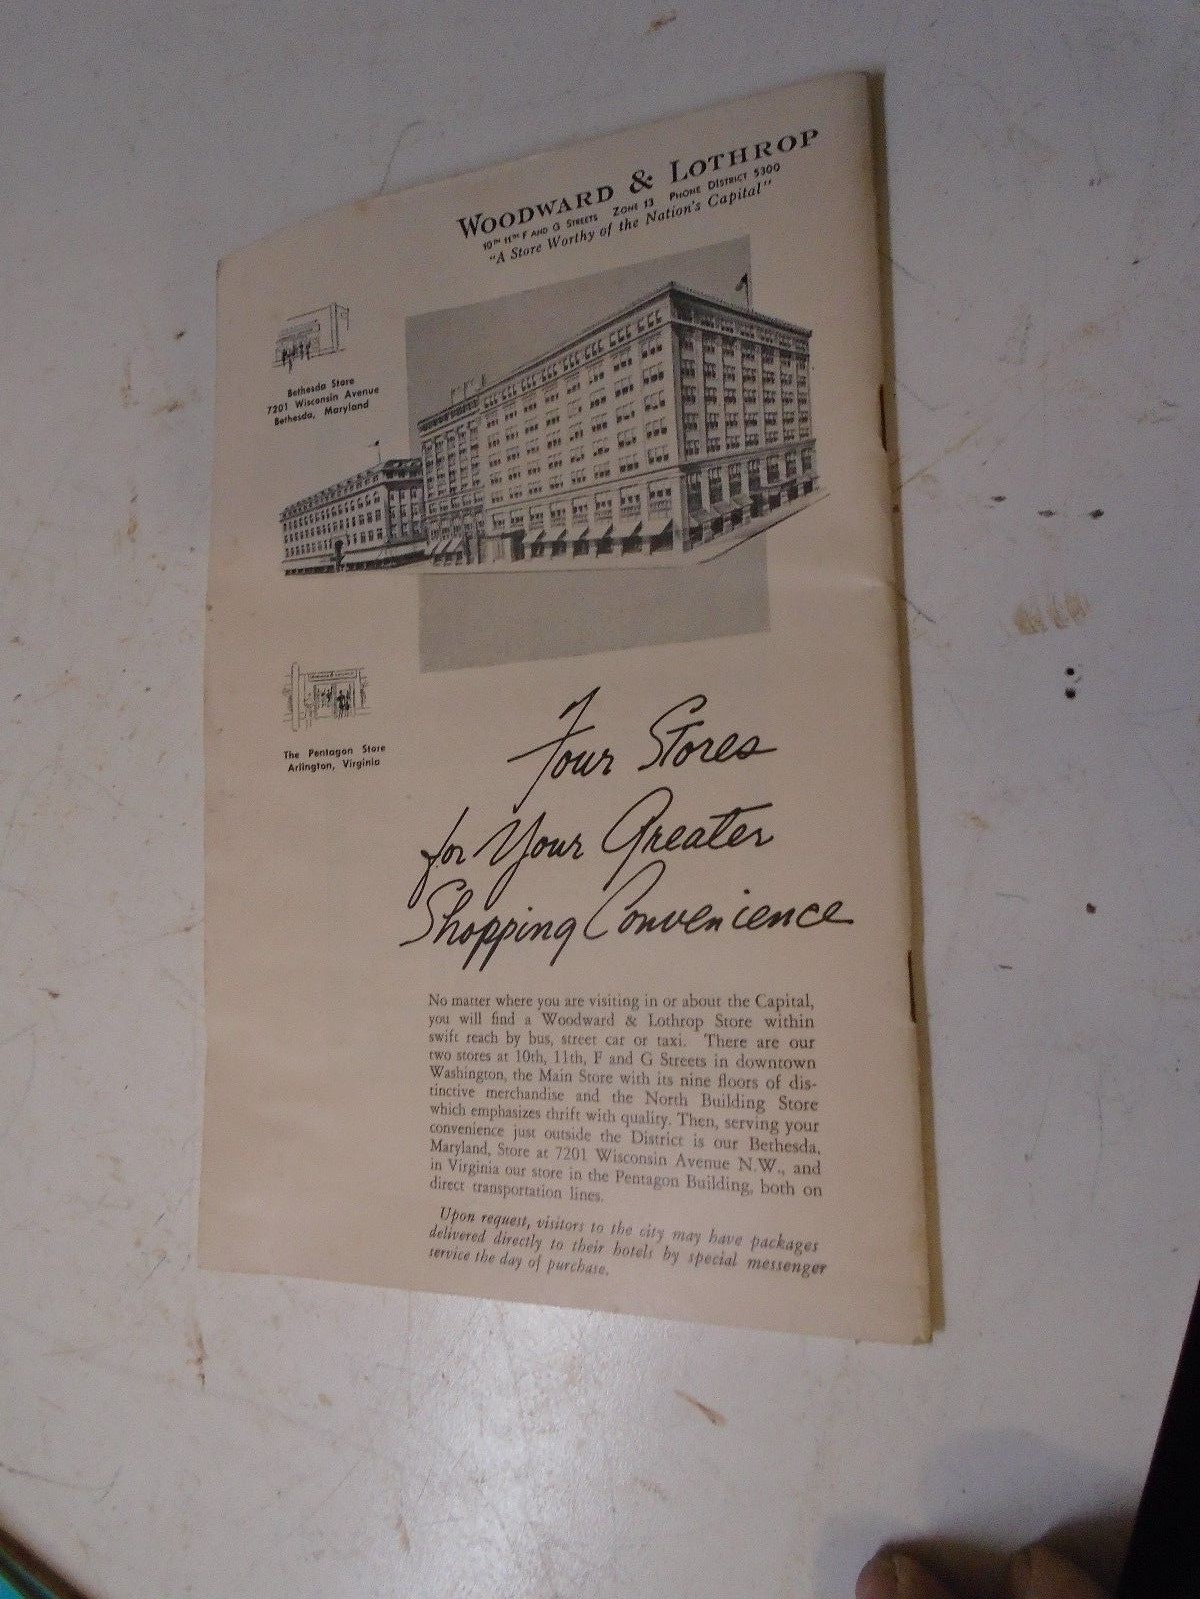 WOODWARD & LOTHROP
10TH 11TH F AND G STREETS ZONE 13 PHONE DISTRICT 5300
"A Store Worthy of the Nation's Capital"
Bethesda Store
7201 Wisconsin Avenue
Bethesda, Maryland
The Pentagon Store
Arlington, Virginia
Four Stores
for Your Greater
Shopping Convenience
No matter where you are visiting in or about the Capital,
you will find a Woodward & Lothrop Store within
swift reach by bus, street car or taxi. There are our
two stores at 10th, 11th, F and G Streets in downtown
Washington, the Main Store with its nine floors of dis-
tinctive merchandise and the North Building Store
which emphasizes thrift with quality. Then, serving your
convenience just outside the District is our Bethesda,
Maryland, Store at 7201 Wisconsin Avenue N.W., and
in Virginia our store in the Pentagon Building, both on
direct transportation lines.
Upon request, visitors to the city may have packages
delivered directly to their hotels by special messenger
service the day of purchase.